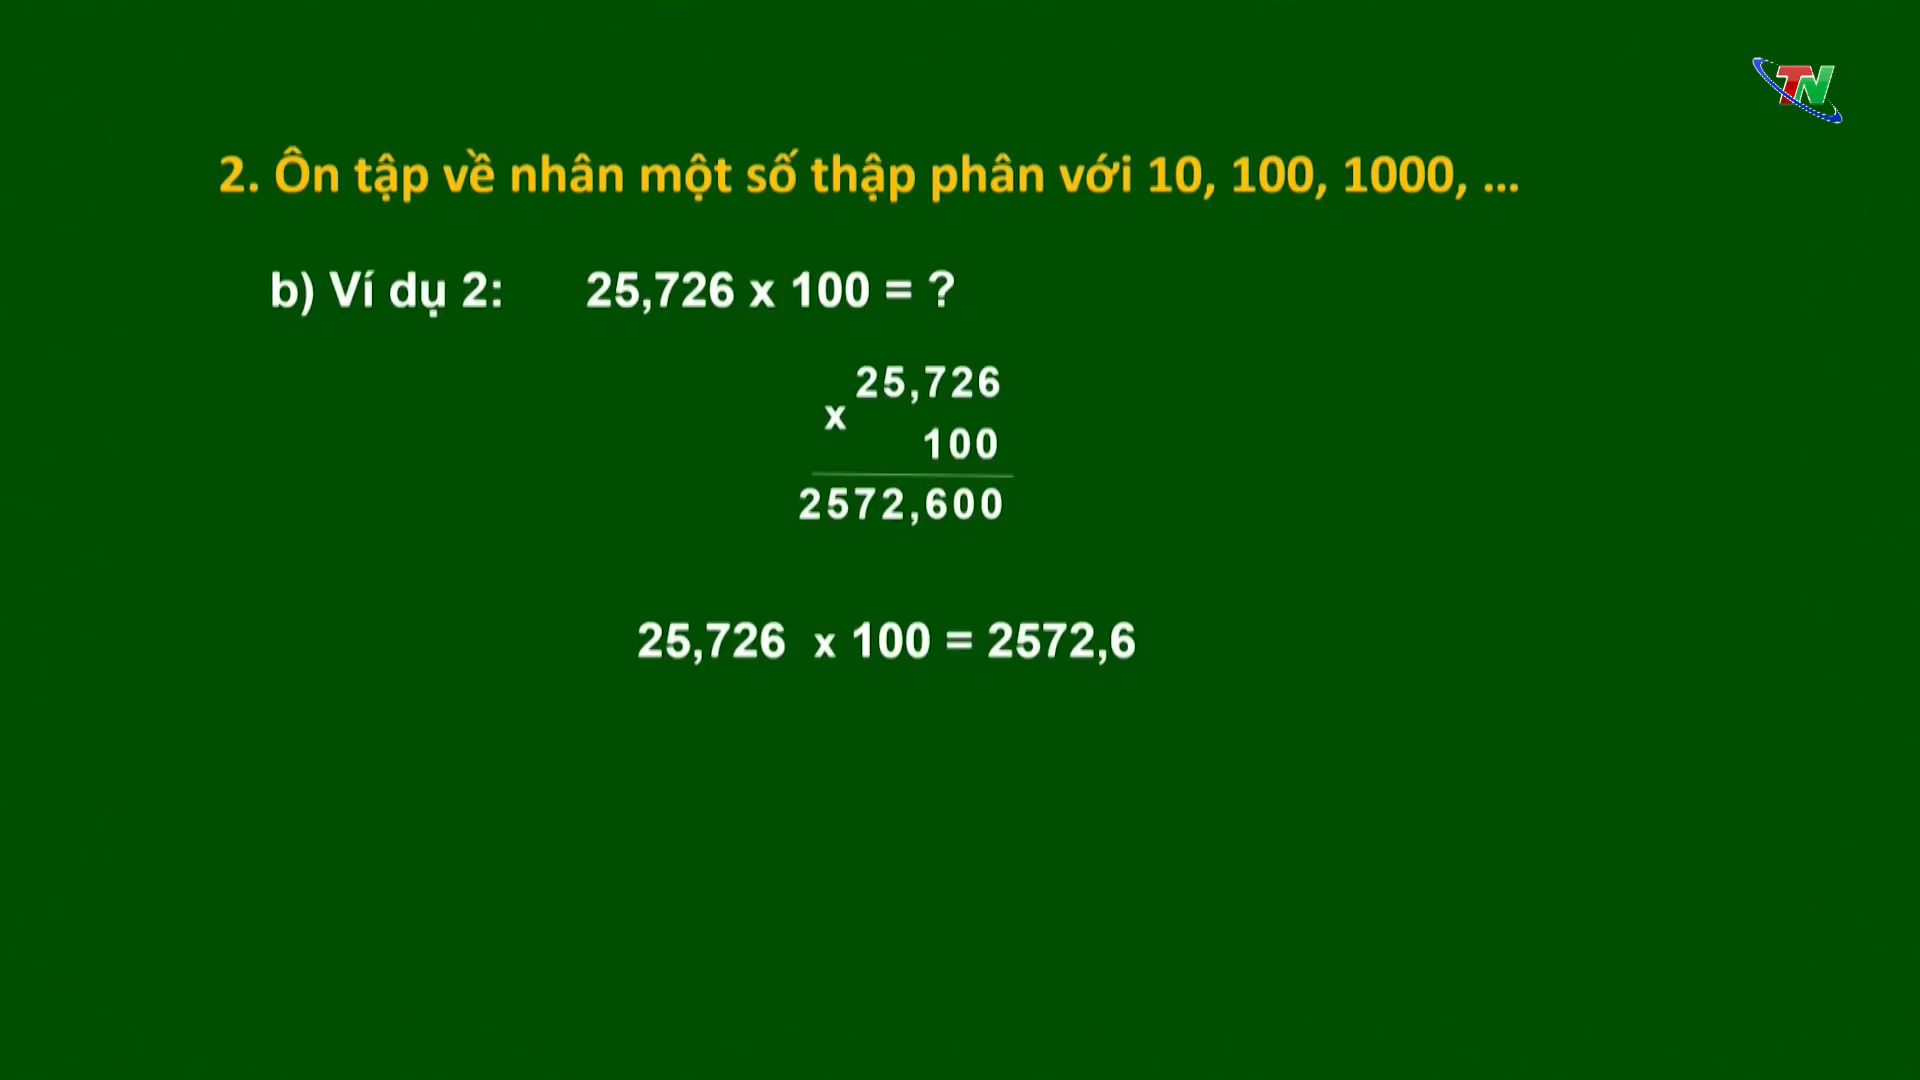 TN
2. Ôn tập về nhân một số thập phân với 10, 100, 1000, ...
b) Ví dụ 2: 25,726 x 100 = ?
25,726
x
100
2572,600
25,726 x 100 = 2572,6